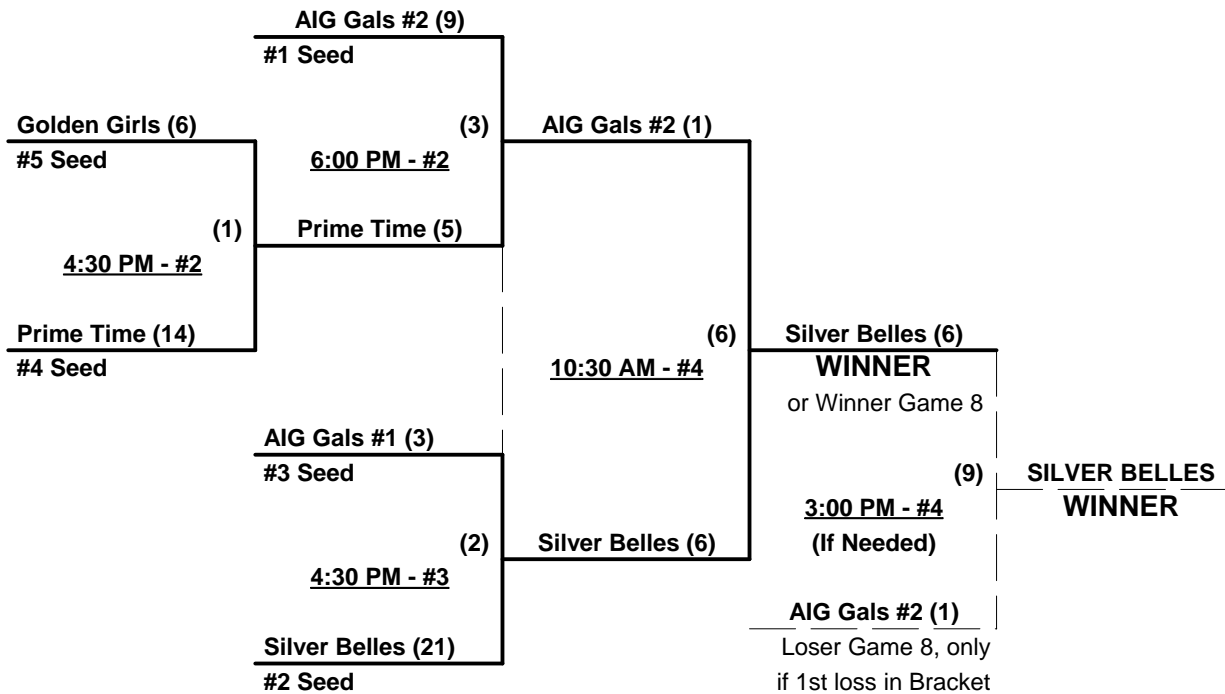 AIG Gals #2 (9)
#1 Seed
Golden Girls (6)
(3)
AIG Gals #2 (1)
#5 Seed
6:00 PM - #2
(1)
Prime Time (5)
4:30 PM - #2
Prime Time (14)
(6)
Silver Belles (6)
#4 Seed
10:30 AM - #4
WINNER
or Winner Game 8
AIG Gals #1 (3)
#3 Seed
(9)
SILVER BELLES
3:00 PM - #4
WINNER
(2)
Silver Belles (6)
(If Needed)
4:30 PM - #3
AIG Gals #2 (1)
Silver Belles (21)
Loser Game 8, only
#2 Seed
if 1st loss in Bracket